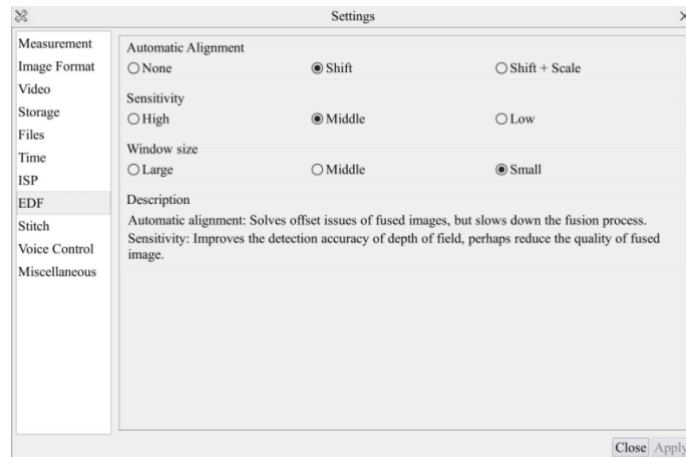 Settings
Measurement
Image Format
Video
Storage
Files
Time
ISP
EDF
Stitch
Voice Control
Miscellaneous
Automatic Alignment
None Shift Shift + Scale
Sensitivity
High Middle Low
Window size
Large Middle Small
Description
Automatic alignment: Solves offset issues of fused images, but slows down the fusion process.
Sensitivity: Improves the detection accuracy of depth of field, perhaps reduce the quality of fused
image.
Close Apply